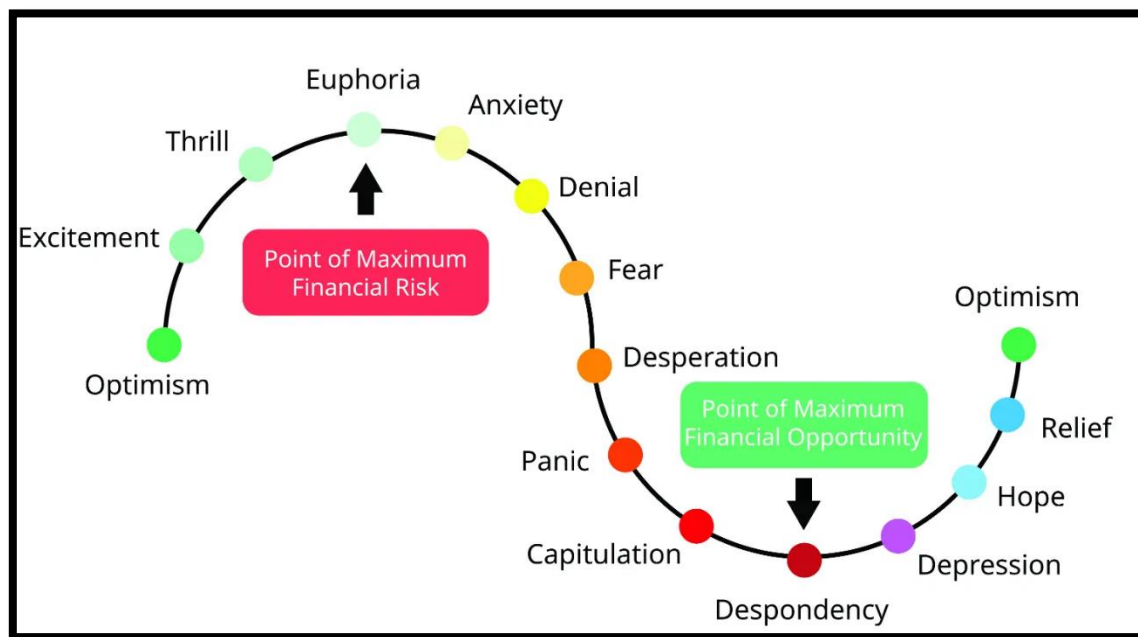 Euphoria
Anxiety
Thrill
Denial
Excitement
Point of Maximum
Financial Risk
Fear
Optimism
Optimism
Desperation
Point of Maximum
Financial Opportunity
Relief
Panic
Hope
Capitulation
Depression
Despondency